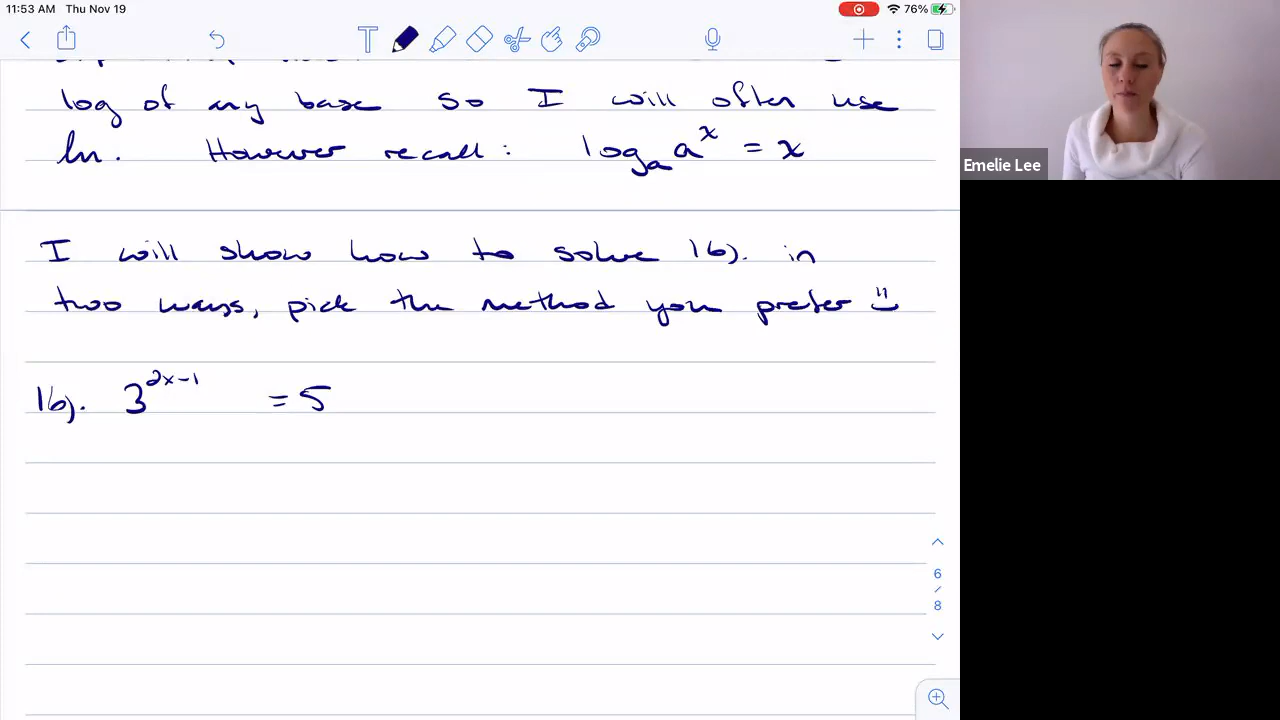 11:53 AM Thu Nov 19
76%
log of any base so I will often use
ln. However recall: logₐ aˣ = x
Emelie Lee
I will show how to solve 16). in
two ways, pick the method you prefer
16). 3^(2x-1) = 5
6
/
8